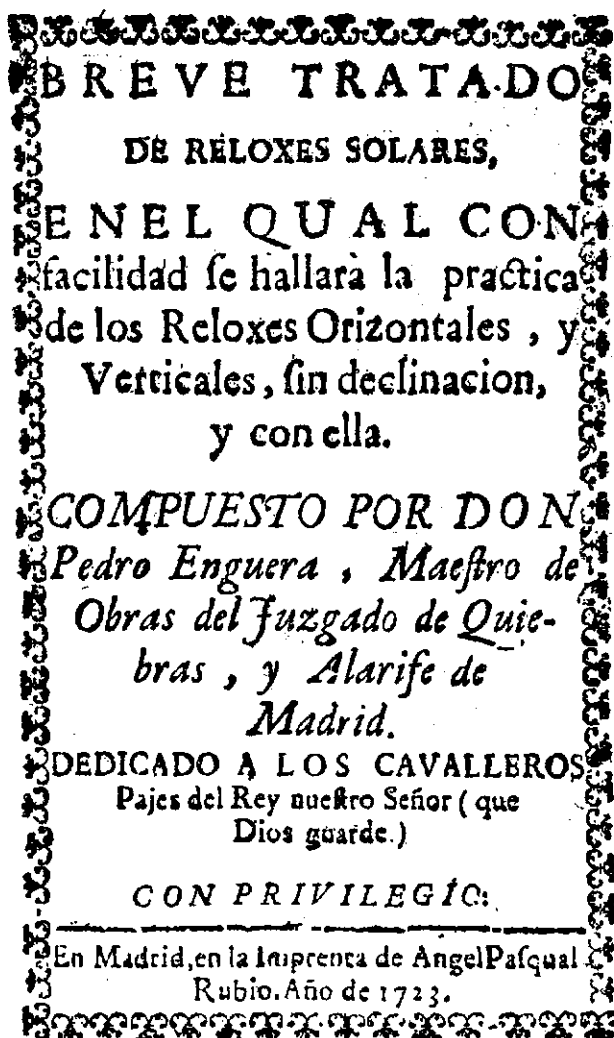 BREVE TRATADO
DE RELOXES SOLARES,
EN EL QUAL CON
facilidad ſe hallarà la practica
de los Reloxes Orizontales , y
Verticales, ſin declinacion,
y con ella.
COMPUESTO POR DON
Pedro Enguera , Maeſtro de
Obras del Juzgado de Quie-
bras , y Alarife de
Madrid.
DEDICADO A LOS CAVALLEROS
Pajes del Rey nueſtro Señor ( que
Dios guarde.)
CON PRIVILEGIO:
En Madrid, en la Imprenta de Angel Paſqual
Rubio. Año de 1723.